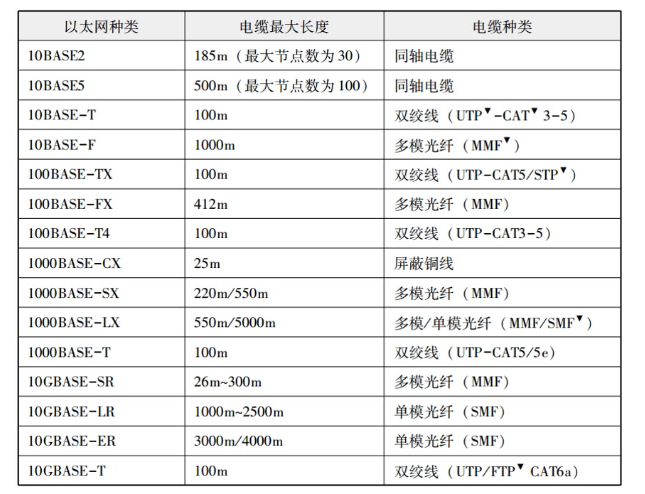 以太网种类 电缆最大长度 电缆种类
10BASE2 185m（最大节点数为30） 同轴电缆
10BASE5 500m（最大节点数为100） 同轴电缆
10BASE-T 100m 双绞线（UTP▼-CAT▼ 3-5）
10BASE-F 1000m 多模光纤（MMF▼）
100BASE-TX 100m 双绞线（UTP-CAT5/STP▼）
100BASE-FX 412m 多模光纤（MMF）
100BASE-T4 100m 双绞线（UTP-CAT3-5）
1000BASE-CX 25m 屏蔽铜线
1000BASE-SX 220m/550m 多模光纤（MMF）
1000BASE-LX 550m/5000m 多模/单模光纤（MMF/SMF▼）
1000BASE-T 100m 双绞线（UTP-CAT5/5e）
10GBASE-SR 26m~300m 多模光纤（MMF）
10GBASE-LR 1000m~2500m 单模光纤（SMF）
10GBASE-ER 3000m/4000m 单模光纤（SMF）
10GBASE-T 100m 双绞线（UTP/FTP▼ CAT6a）